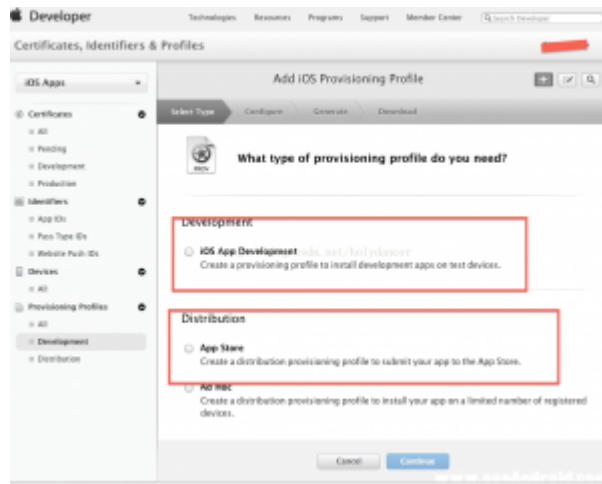 Developer
Technologies Resources Programs Support Member Center Search Developer
Certificates, Identifiers & Profiles
iOS Apps
Add iOS Provisioning Profile
Select Type Configure Generate Download
Certificates
All
Pending
Development
Production
Identifiers
App IDs
Pass Type IDs
Website Push IDs
Devices
All
Provisioning Profiles
All
Development
Distribution
PROV
What type of provisioning profile do you need?
Development
iOS App Development
Create a provisioning profile to install development apps on test devices.
Distribution
App Store
Create a distribution provisioning profile to submit your app to the App Store.
Ad Hoc
Create a distribution provisioning profile to install your app on a limited number of registered
devices.
Cancel Continue